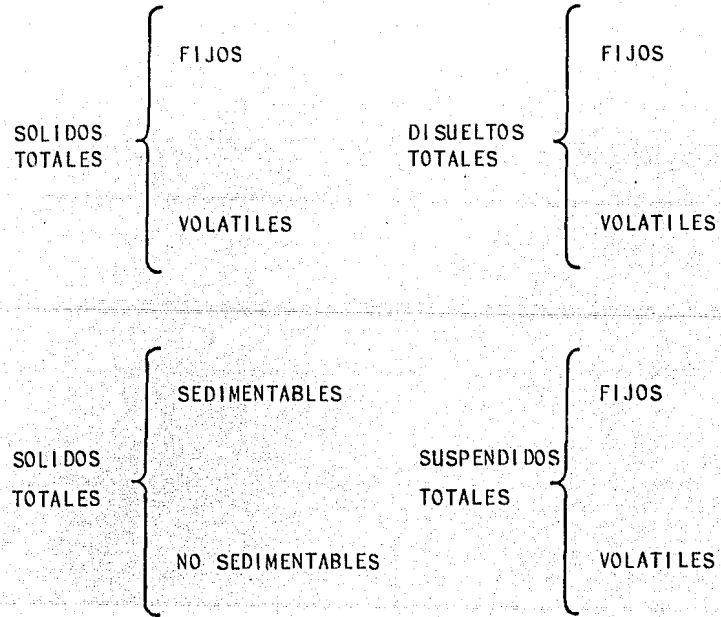 FIJOS
SOLIDOS
TOTALES
VOLATILES
FIJOS
DISUELTOS
TOTALES
VOLATILES
SEDIMENTABLES
SOLIDOS
TOTALES
NO SEDIMENTABLES
FIJOS
SUSPENDIDOS
TOTALES
VOLATILES